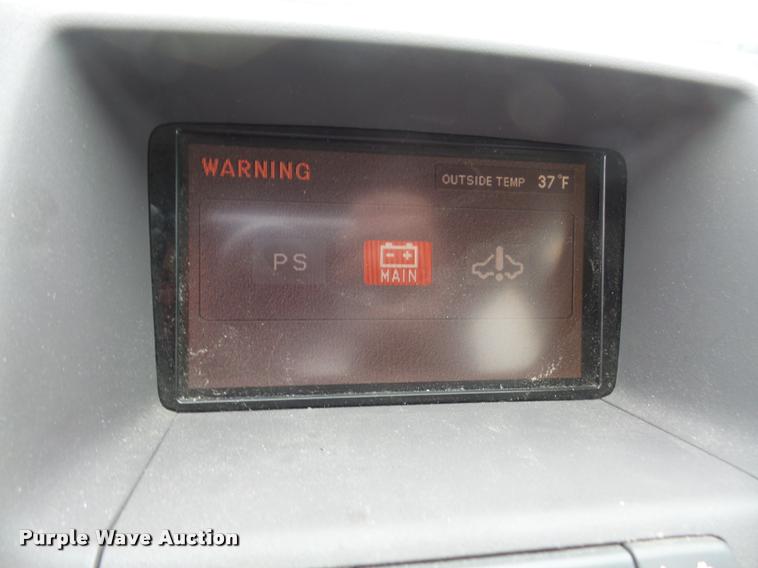 WARNING
OUTSIDE TEMP 37°F
PS
MAIN
Purple Wave Auction